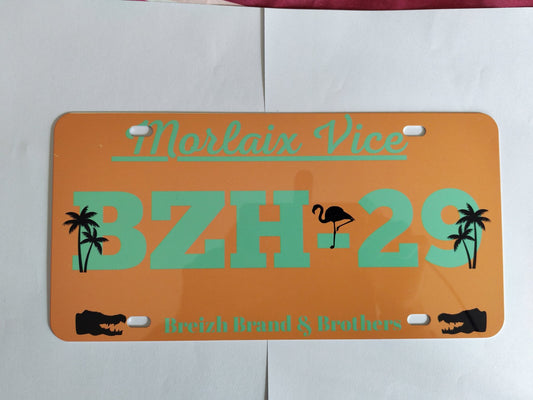 Morlaix Vice
BZH-29
Breizh Brand & Brothers